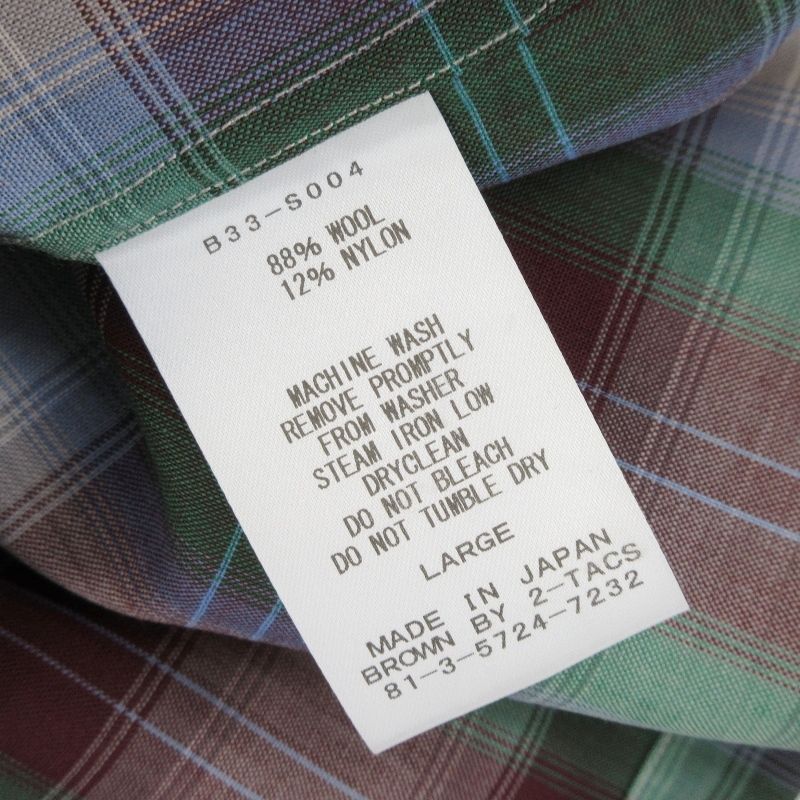 B33-S004
88% WOOL
12% NYLON
MACHINE WASH
REMOVE PROMPTLY
FROM WASHER
STEAM IRON LOW
DRYCLEAN
DO NOT BLEACH
DO NOT TUMBLE DRY
LARGE
MADE IN JAPAN
BROWN BY 2-TACS
81-3-5724-7232